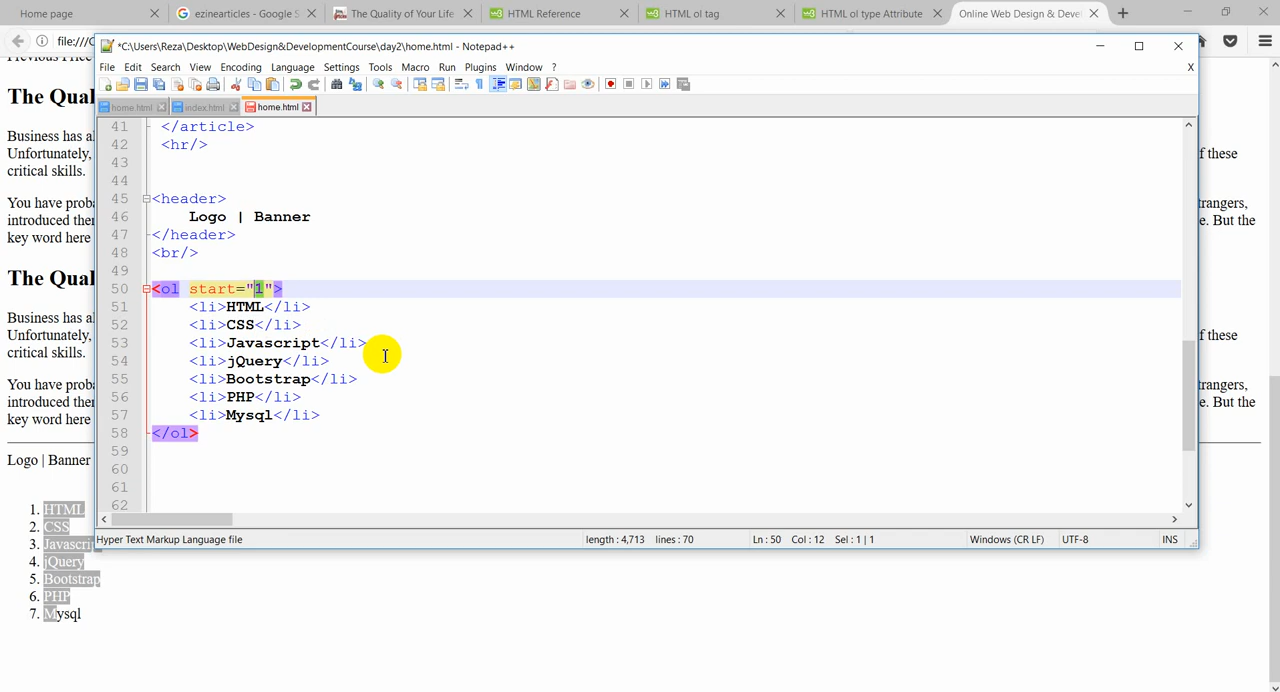 Home page
ezinearticles - Google S
The Quality of Your Life
HTML Reference
HTML ol tag
HTML ol type Attribute
Online Web Design & Deve
file:///C
*C:\Users\Reza\Desktop\WebDesign&DevelopmentCourse\day2\home.html - Notepad++
File Edit Search View Encoding Language Settings Tools Macro Run Plugins Window ? X
home.html index.html home.html
41 </article>
42 <hr/>
43
44
45 <header>
46 Logo | Banner
47 </header>
48 <br/>
49
50 <ol start="1">
51 <li>HTML</li>
52 <li>CSS</li>
53 <li>Javascript</li>
54 <li>jQuery</li>
55 <li>Bootstrap</li>
56 <li>PHP</li>
57 <li>Mysql</li>
58 </ol>
59
60
61
62
Hyper Text Markup Language file length : 4,713 lines : 70 Ln : 50 Col : 12 Sel : 1 | 1 Windows (CR LF) UTF-8 INS
The Qual
Business has al
Unfortunately, of these
critical skills.
You have proba trangers,
introduced ther e. But the
key word here
The Qual
Business has al
Unfortunately, of these
critical skills.
You have proba trangers,
introduced ther e. But the
key word here
Logo | Banner
1. HTML
2. CSS
3. Javascri
4. jQuery
5. Bootstrap
6. PHP
7. Mysql